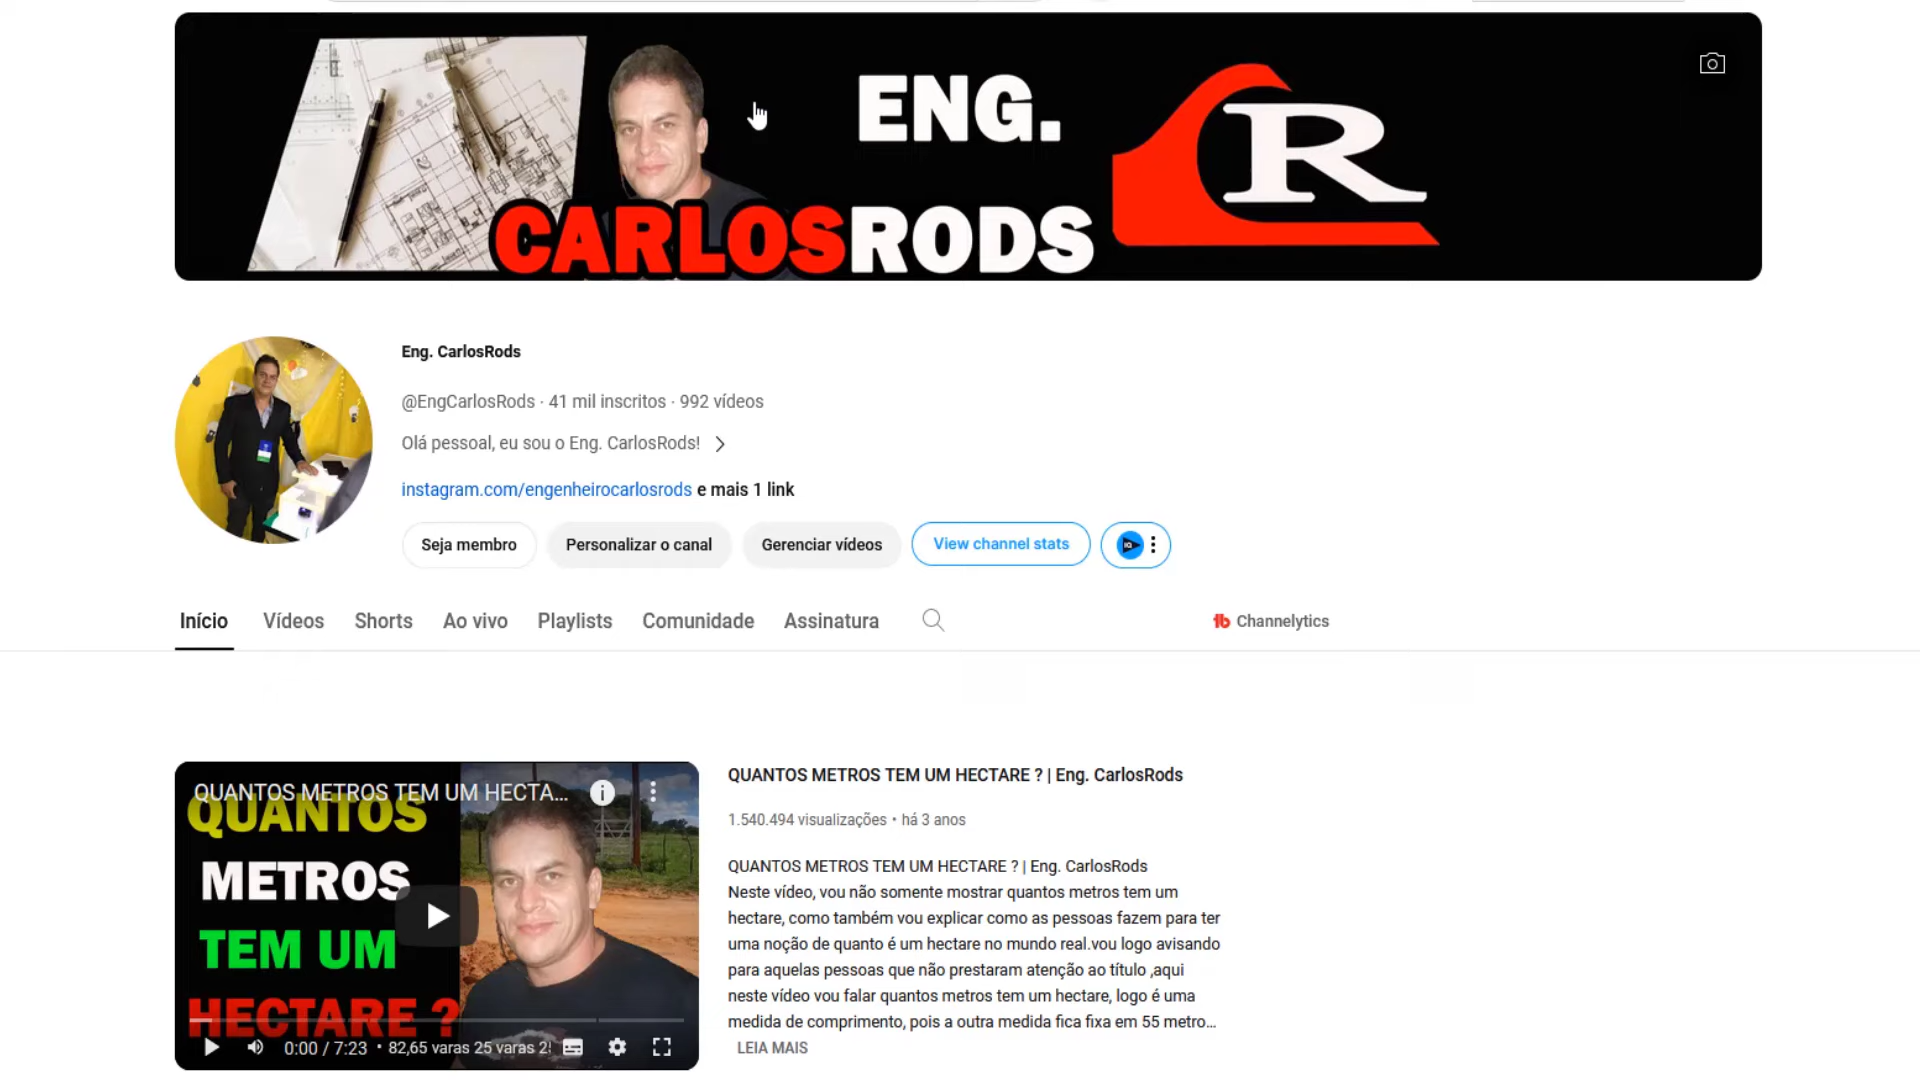 ENG.
CARLOSRODS
R
Eng. CarlosRods
@EngCarlosRods · 41 mil inscritos · 992 vídeos
Olá pessoal, eu sou o Eng. CarlosRods!
instagram.com/engenheirocarlosrods e mais 1 link
Seja membro
Personalizar o canal
Gerenciar vídeos
View channel stats
IQ
Início
Vídeos
Shorts
Ao vivo
Playlists
Comunidade
Assinatura
tb Channelytics
QUANTOS METROS TEM UM HECTA...
QUANTOS
METROS
TEM UM
HECTARE ?
0:00 / 7:23 • 82,65 varas 25 varas
QUANTOS METROS TEM UM HECTARE ? | Eng. CarlosRods
1.540.494 visualizações • há 3 anos
QUANTOS METROS TEM UM HECTARE ? | Eng. CarlosRods
Neste vídeo, vou não somente mostrar quantos metros tem um
hectare, como também vou explicar como as pessoas fazem para ter
uma noção de quanto é um hectare no mundo real.vou logo avisando
para aquelas pessoas que não prestaram atenção ao título ,aqui
neste vídeo vou falar quantos metros tem um hectare, logo é uma
medida de comprimento, pois a outra medida fica fixa em 55 metro...
LEIA MAIS